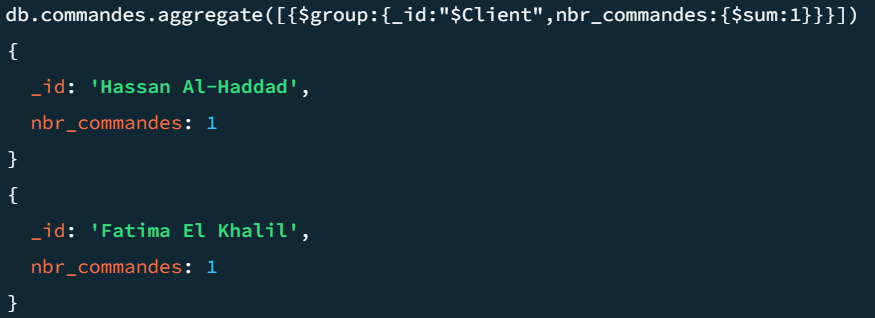 db.commandes.aggregate([{$group:{_id:"$Client",nbr_commandes:{$sum:1}}}])
{
  _id: 'Hassan Al-Haddad',
  nbr_commandes: 1
}
{
  _id: 'Fatima El Khalil',
  nbr_commandes: 1
}